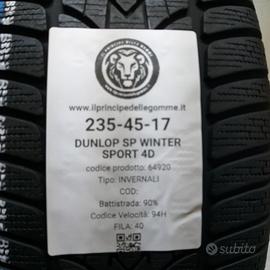 www.ilprincipedellegomme.it
235-45-17
DUNLOP SP WINTER
SPORT 4D
codice prodotto: 64920
Tipo: INVERNALI
COD:
Battistrada: 90%
Codice Velocità: 94H
FILA: 40
subito